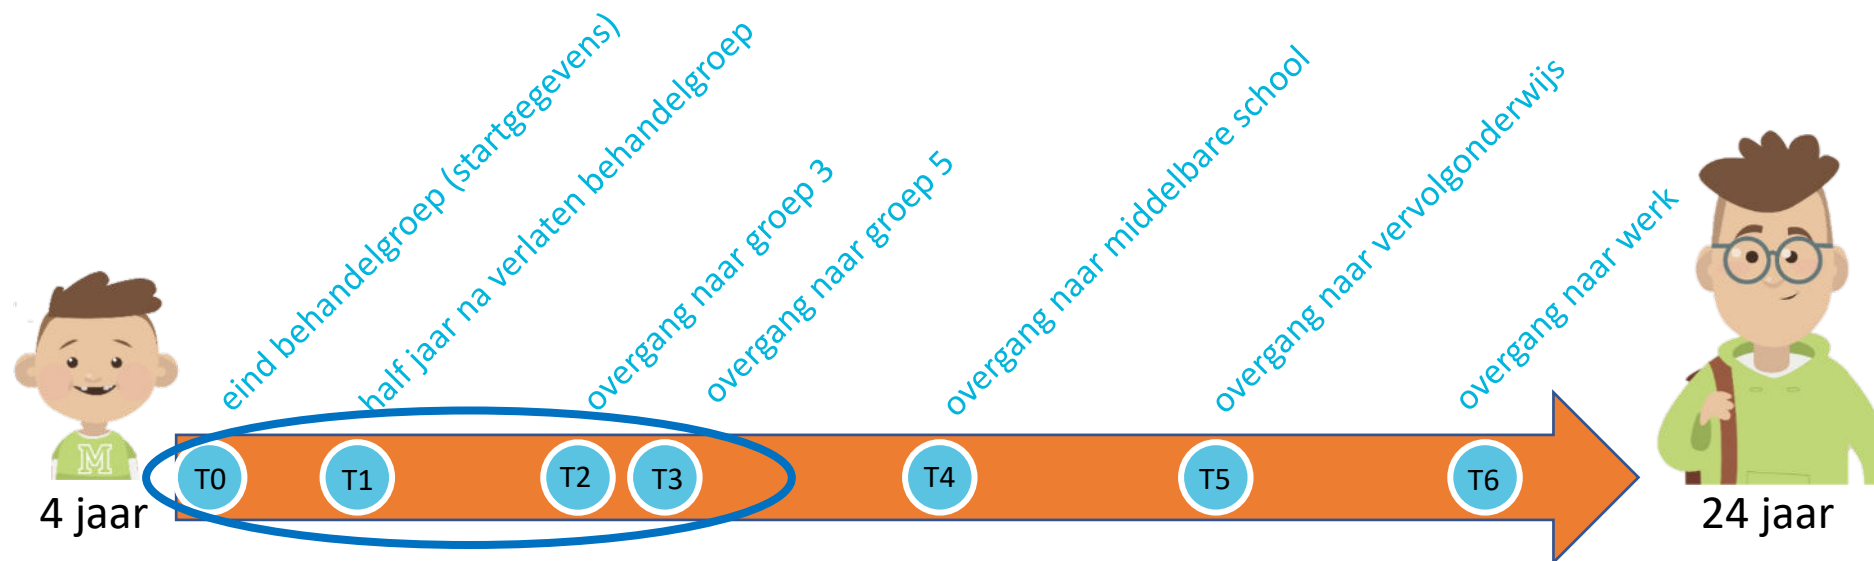 eind behandelgroep (startgegevens)
half jaar na verlaten behandelgroep
overgang naar groep 3
overgang naar groep 5
overgang naar middelbare school
overgang naar vervolgonderwijs
overgang naar werk
M
T0
T1
T2
T3
T4
T5
T6
4 jaar
24 jaar